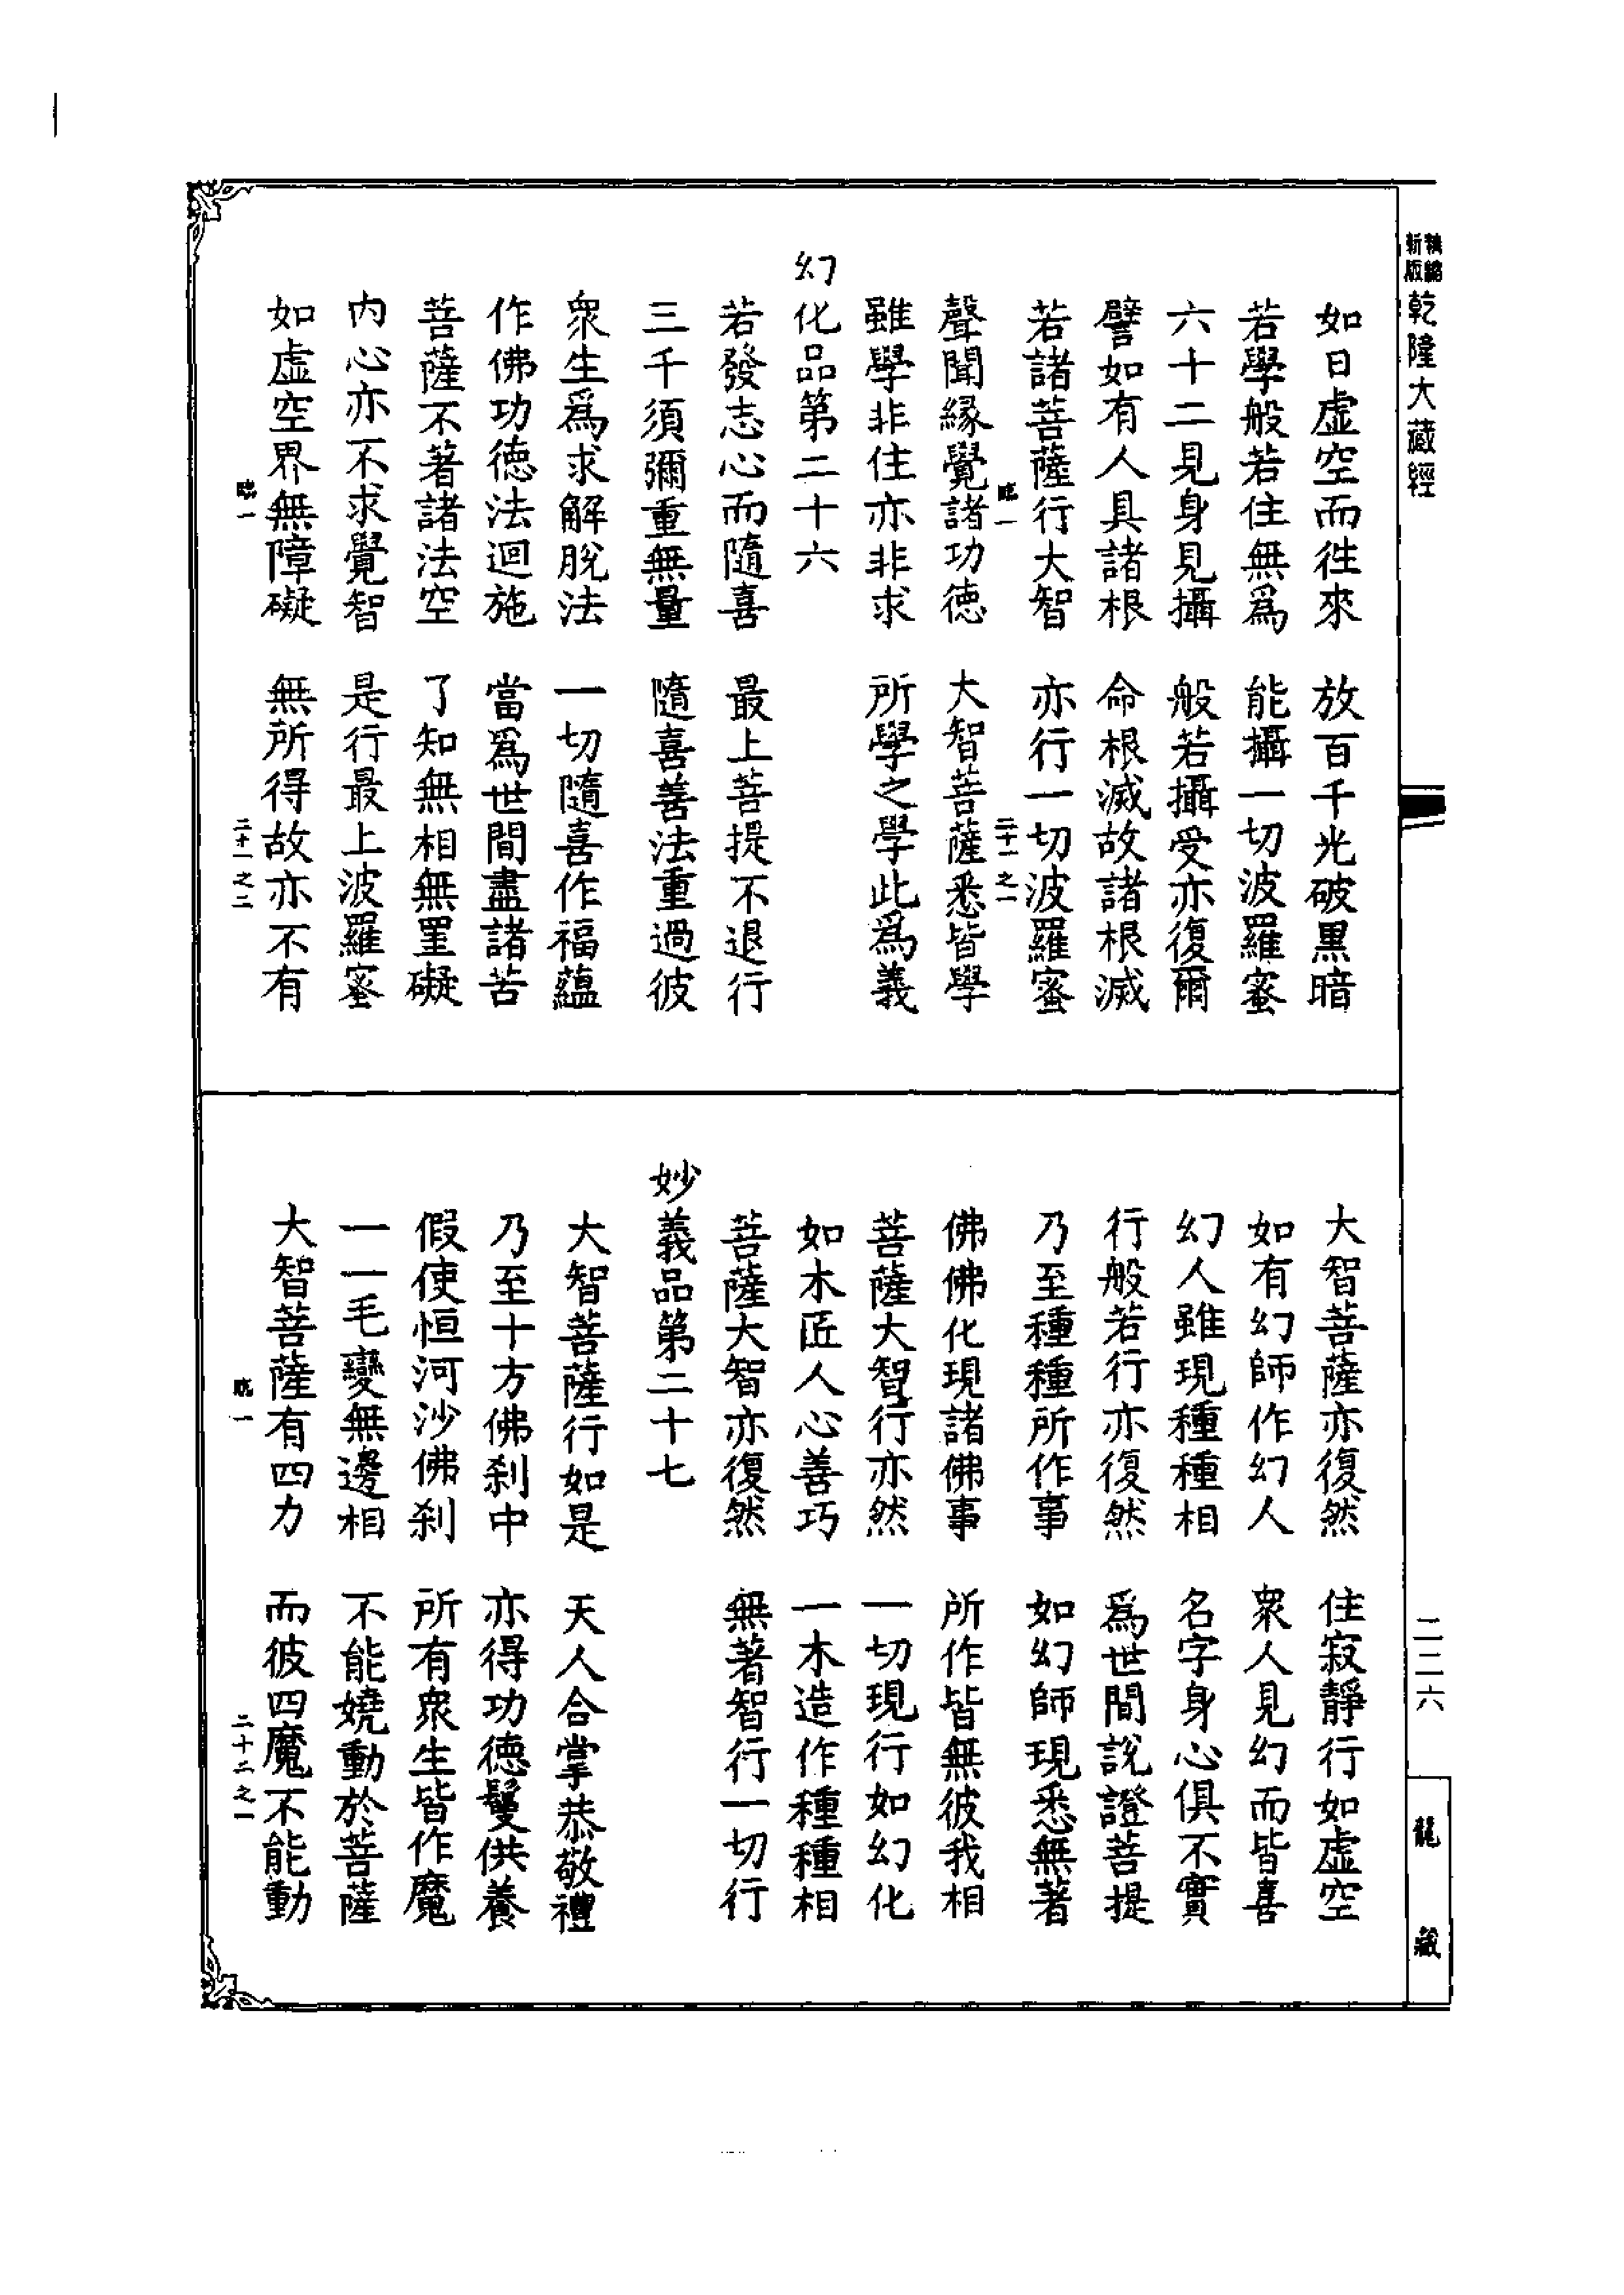 新版
精縮
乾隆大藏經
如日虛空而往來　放百千光破黑暗
若學般若住無爲　能攝一切波羅蜜
六十二見身見攝　般若攝受亦復爾
譬如有人具諸根　命根滅故諸根滅
若諸菩薩行大智　亦行一切波羅蜜
二十一之二
聲聞緣覺諸功德　大智菩薩悉皆學
雖學非住亦非求　所學之學此爲義
幻化品第二十六
若發志心而隨喜　最上菩提不退行
三千須彌重無量　隨喜善法重過彼
衆生爲求解脫法　一切隨喜作福蘊
作佛功德法迴施　當爲世間盡諸苦
菩薩不著諸法空　了知無相無罣礙
內心亦不求覺智　是行最上波羅蜜
如虛空界無障礙　無所得故亦不有
二十一之三
大智菩薩亦復然　住寂靜行如虛空
如有幻師作幻人　衆人見幻而皆喜
幻人雖現種種相　名字身心俱不實
行般若行亦復然　爲世間說證菩提
乃至種種所作事　如幻師現悉無著
佛佛化現諸佛事　所作皆無彼我相
菩薩大智行亦然　一切現行如幻化
如木匠人心善巧　一木造作種種相
菩薩大智亦復然　無著智行一切行
妙義品第二十七
大智菩薩行如是　天人合掌恭敬禮
乃至十方佛刹中　亦得功德鬘供養
假使恒河沙佛刹　所有衆生皆作魔
一一毛變無邊相　不能嬈動於菩薩
大智菩薩有四力　而彼四魔不能動
二十二之一
二二六
龍藏